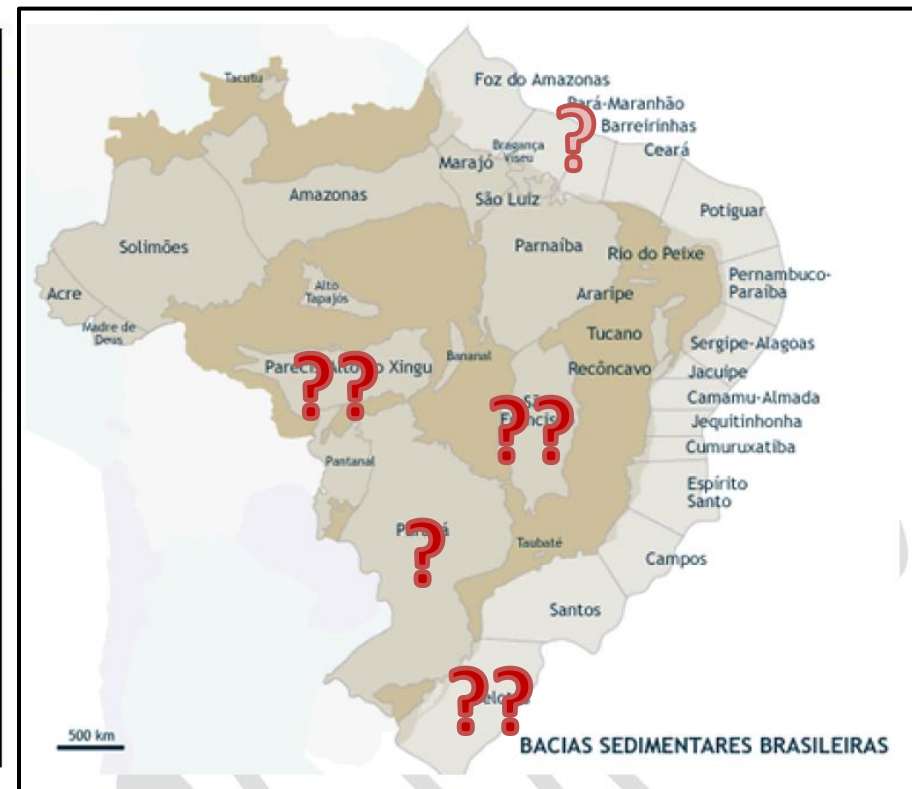 Tacutu
Foz do Amazonas
Pará-Maranhão
?
Barreirinhas
Bragança
Viseu
Ceará
Marajó
Amazonas
São Luiz
Potiguar
Solimões
Parnaíba
Rio do Peixe
Pernambuco-
Paraíba
Acre
Alto
Tapajós
Araripe
Madre de
Deus
Tucano
Sergipe-Alagoas
Bananal
Recôncavo
Jacuípe
Xingu
? ?
Camamu-Almada
? ?
Jequitinhonha
Cumuruxatiba
Pantanal
Espírito
Santo
?
Taubaté
Campos
Santos
? ?
500 km
BACIAS SEDIMENTARES BRASILEIRAS